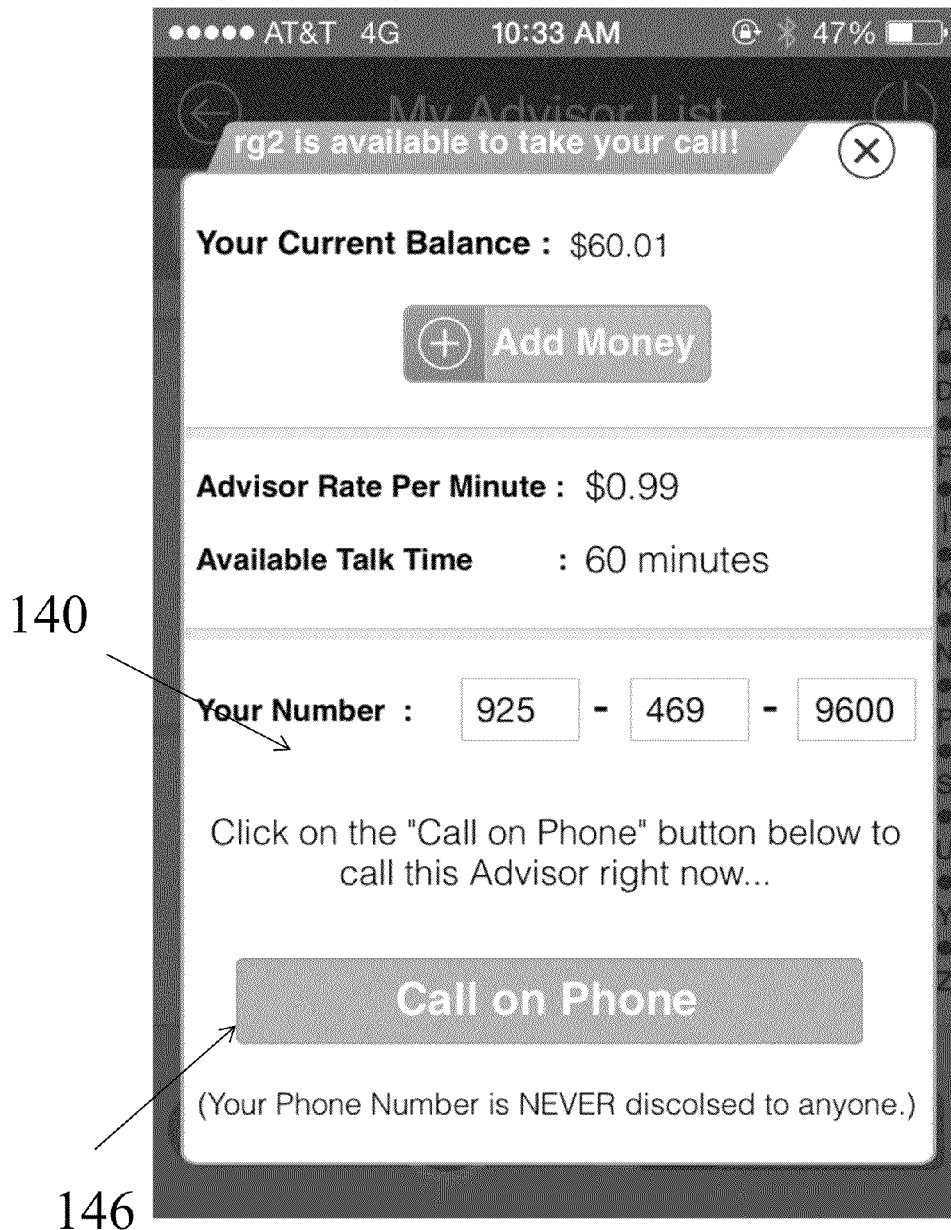 AT&T 4G 10:33 AM 47%
My Advisor List
rg2 is available to take your call!
Your Current Balance : $60.01
Add Money
Advisor Rate Per Minute : $0.99
Available Talk Time : 60 minutes
140
Your Number : 925 - 469 - 9600
Click on the "Call on Phone" button below to
call this Advisor right now...
Call on Phone
(Your Phone Number is NEVER discolsed to anyone.)
146
A
D
F
I
K
N
P
S
U
Y
Z